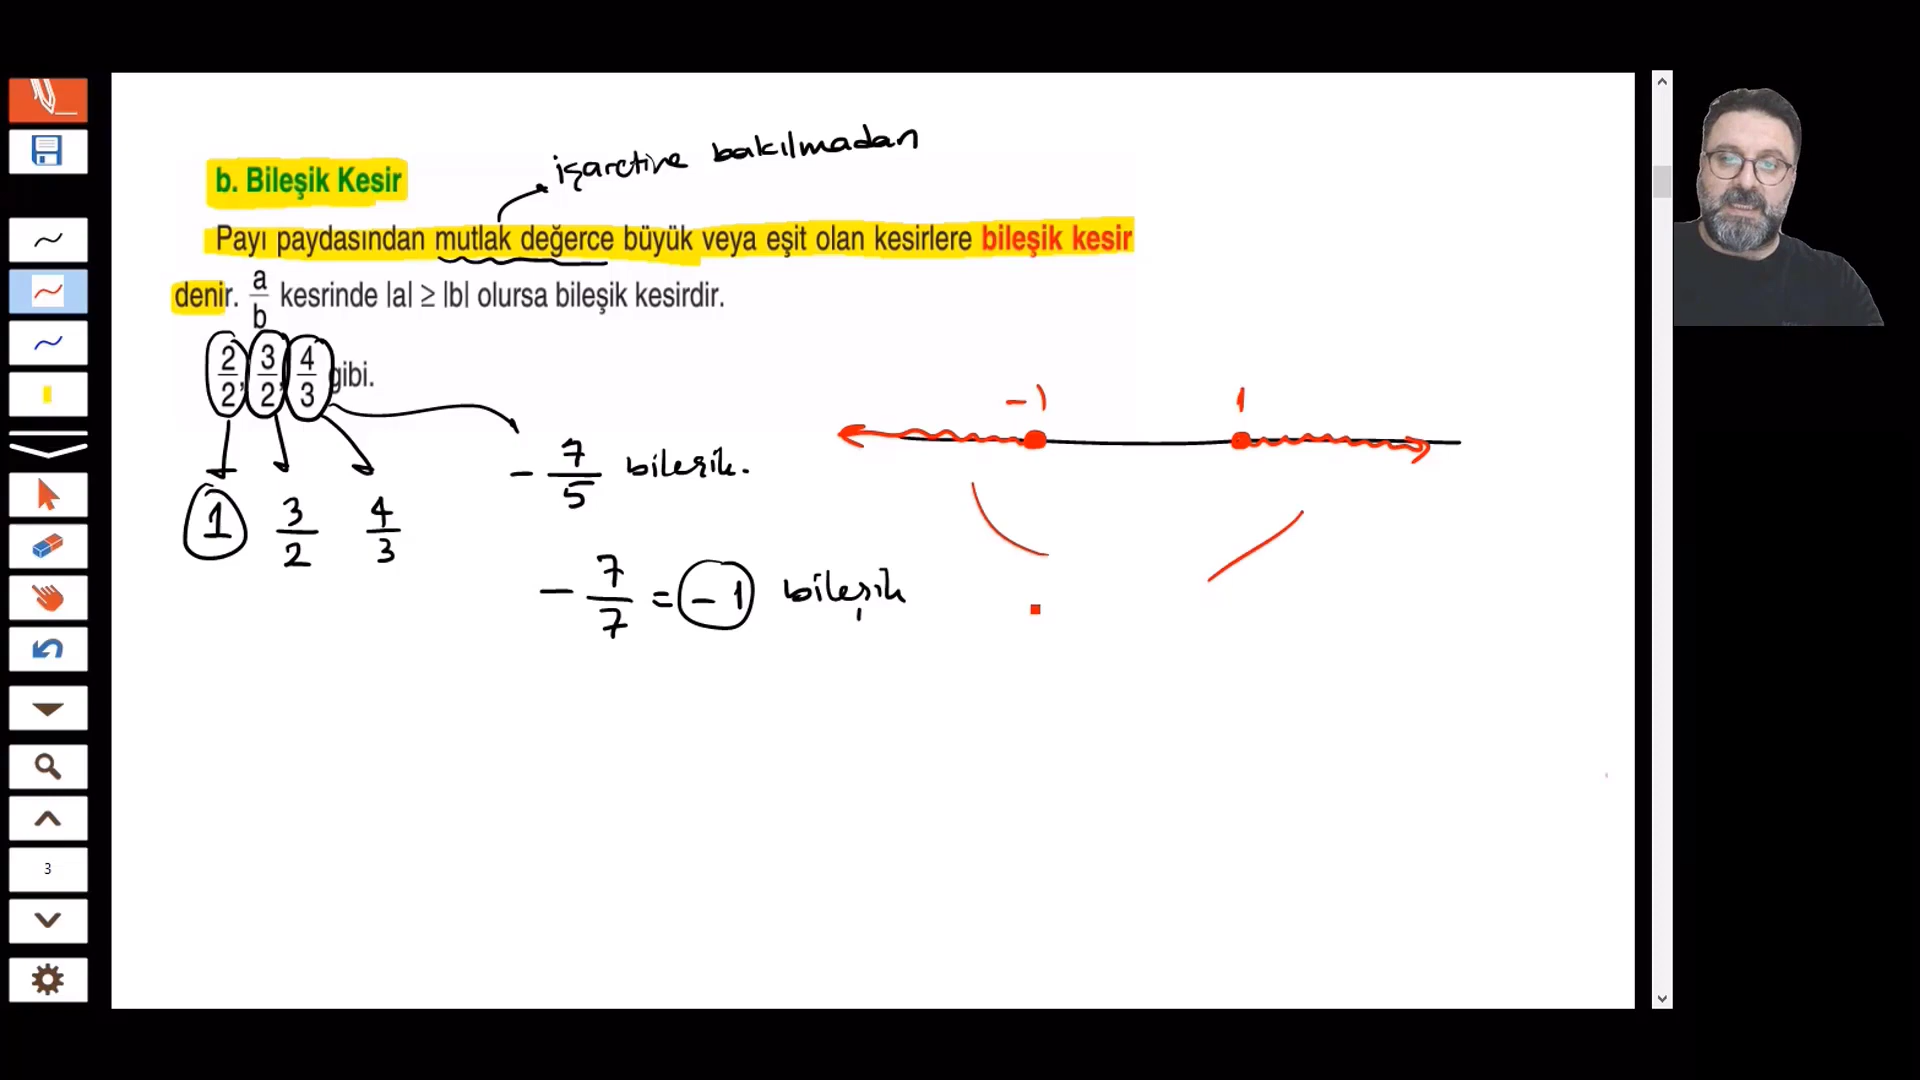 işaretine bakılmadan
b. Bileşik Kesir
Payı paydasından mutlak değerce büyük veya eşit olan kesirlere bileşik kesir
denir. a/b kesrinde |a| ≥ |b| olursa bileşik kesirdir.
2/2, 3/2, 4/3 gibi.
-1 1
- 7/5 bileşik.
1 3/2 4/3
- 7/7 = -1 bileşik
3